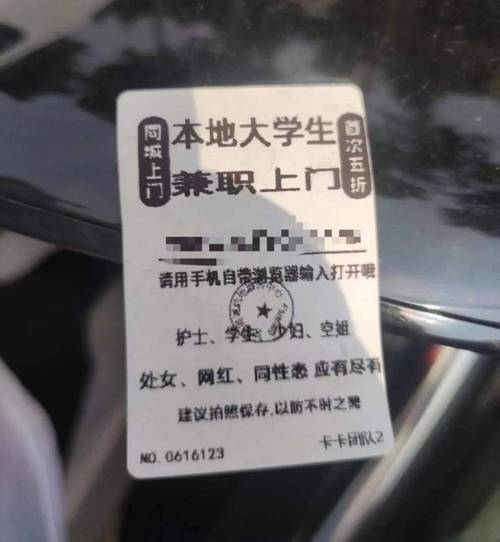 同城上门
本地大学生
首次五折
兼职上门
请用手机自带浏览器输入打开哦
护士、学生、少妇、空姐
处女、网红、同性恋 应有尽有
建议拍照保存,以防不时之需
NO. 0616123
卡卡团队2